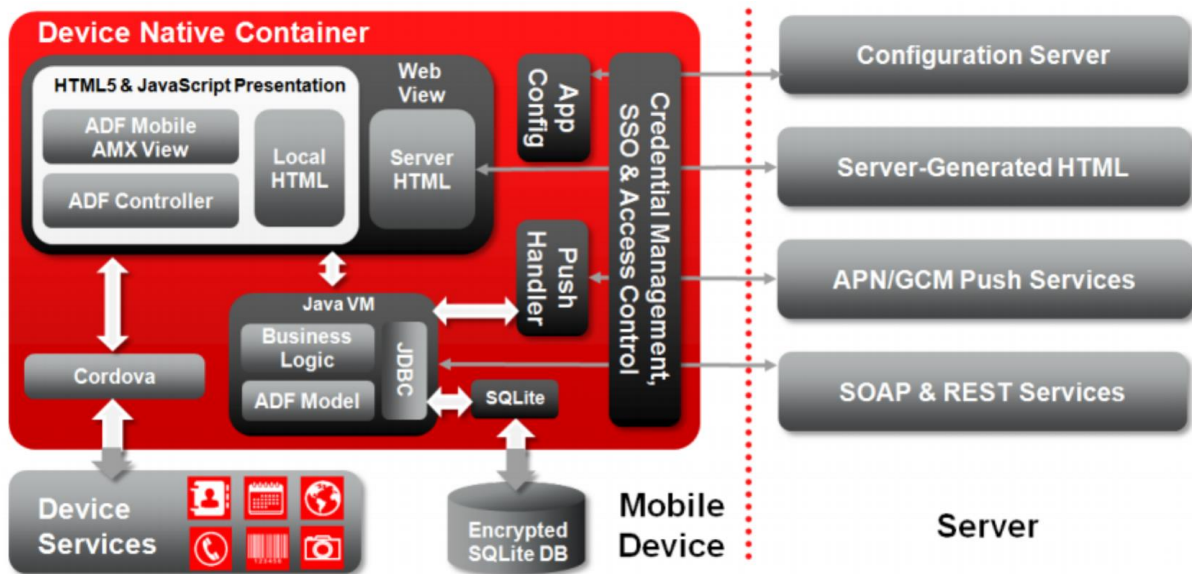 Device Native Container
Web
View
HTML5 & JavaScript Presentation
ADF Mobile
AMX View
ADF Controller
Local
HTML
Server
HTML
App
Config
Push
Handler
Credential Management,
SSO & Access Control
Java VM
Business
Logic
ADF Model
JDBC
SQLite
Cordova
Device
Services
123456
Encrypted
SQLite DB
Mobile
Device
Configuration Server
Server-Generated HTML
APN/GCM Push Services
SOAP & REST Services
Server